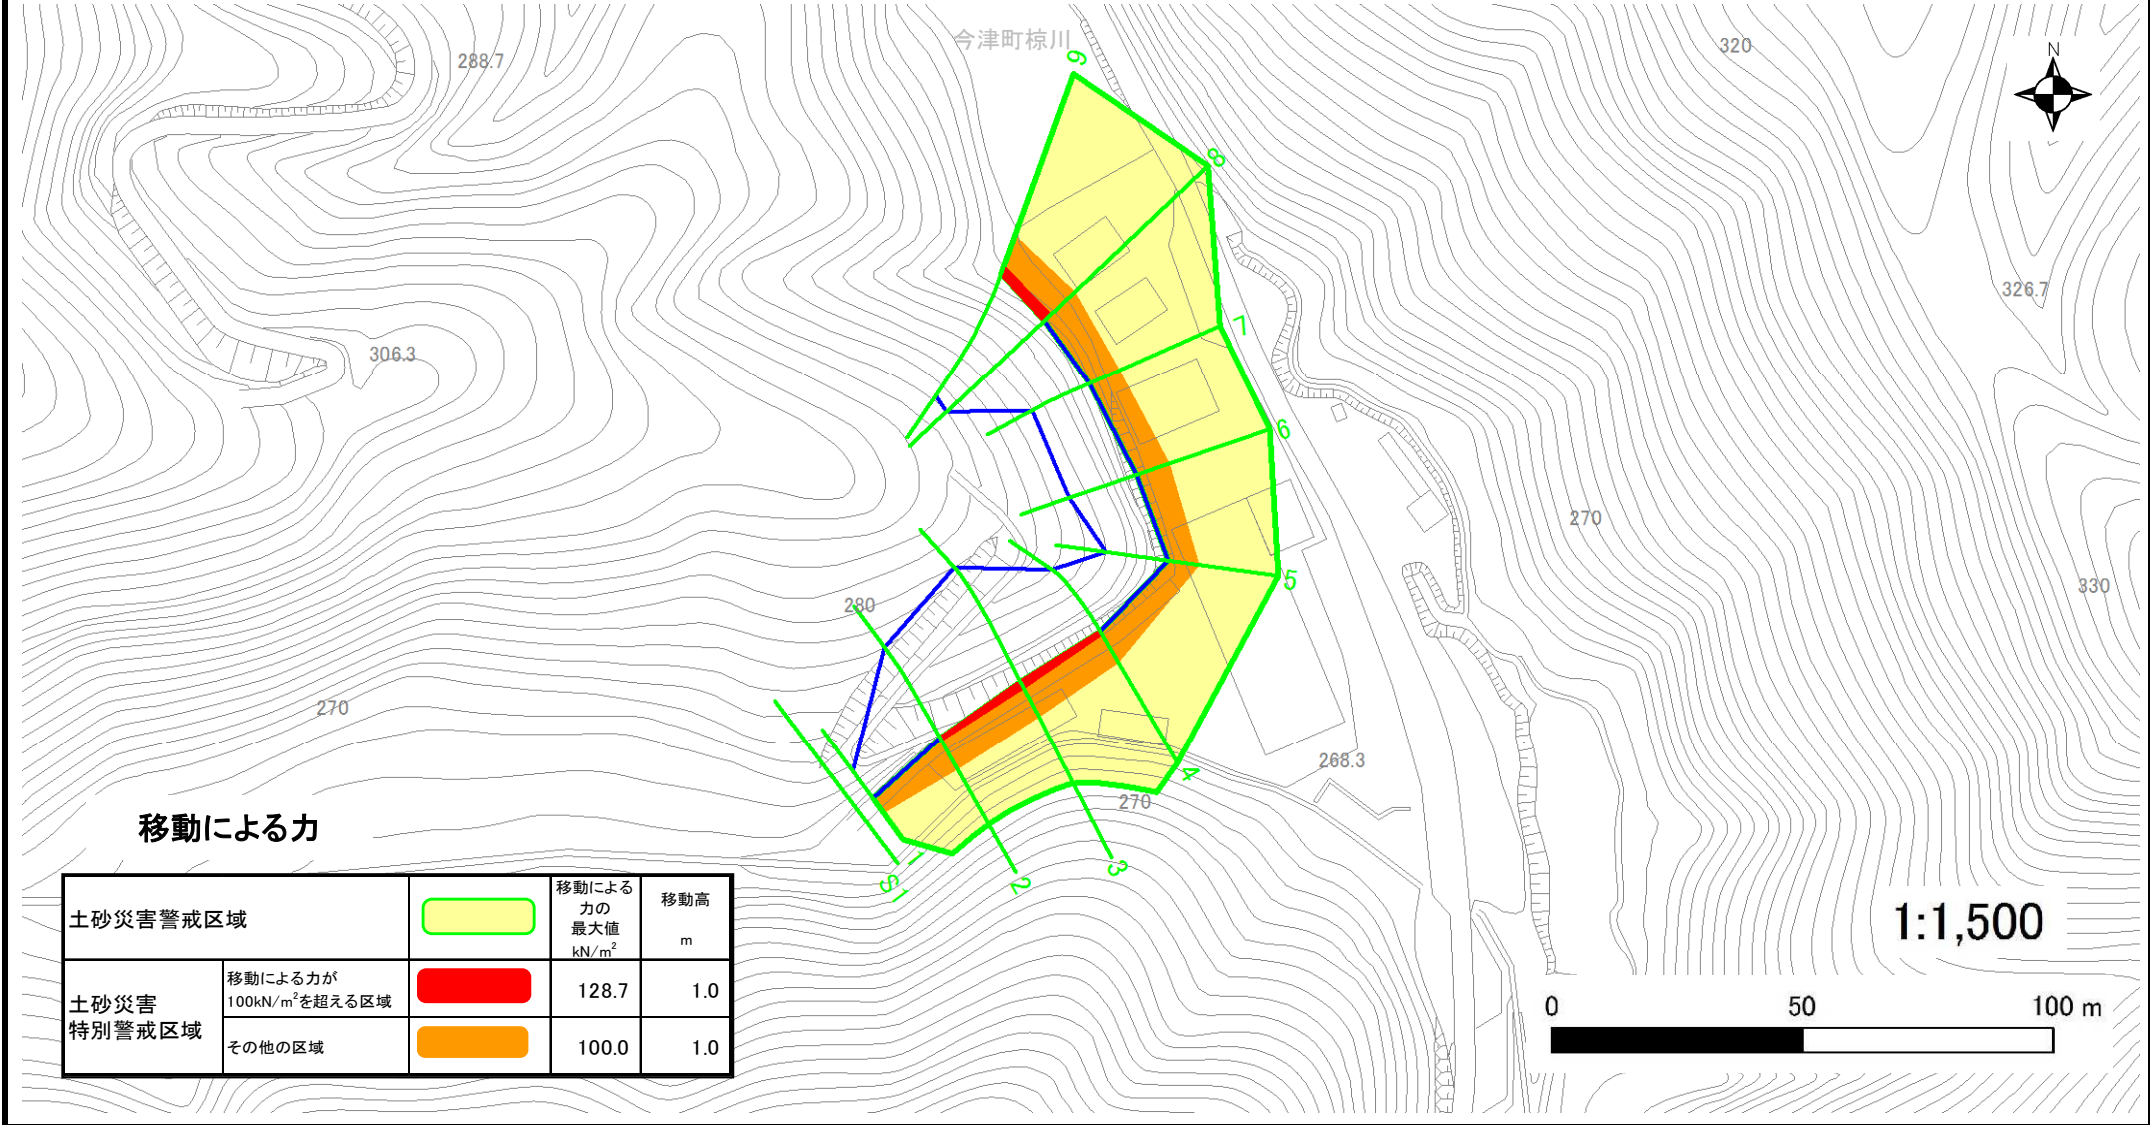 今津町椋川
288.7
320
N
9
8
326.7
7
306.3
6
270
5
330
280
270
268.3
4
270
3
2
1
S1
移動による力
土砂災害警戒区域
移動による
力の
最大値
kN/m²
移動高
m
土砂災害
特別警戒区域
移動による力が
100kN/m²を超える区域
128.7
1.0
その他の区域
100.0
1.0
1:1,500
0 50 100 m